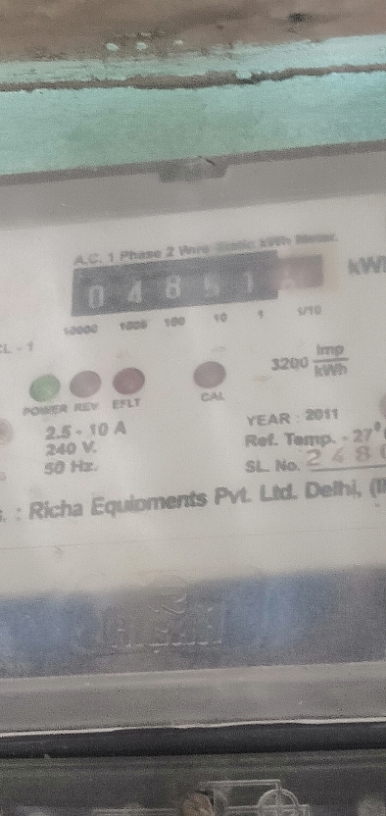 A.C. 1 Phase 2 Wire Static kWh Meter.
0 4 8 5 1
10000 1000 100 10 1 1/10
CL - 1
3200 Imp/kWh
POWER REV EFLT CAL
2.5 - 10 A
240 V.
50 Hz.
YEAR : 2011
Ref. Temp. - 27°
SL. No. 248
: Richa Equipments Pvt. Ltd. Delhi,